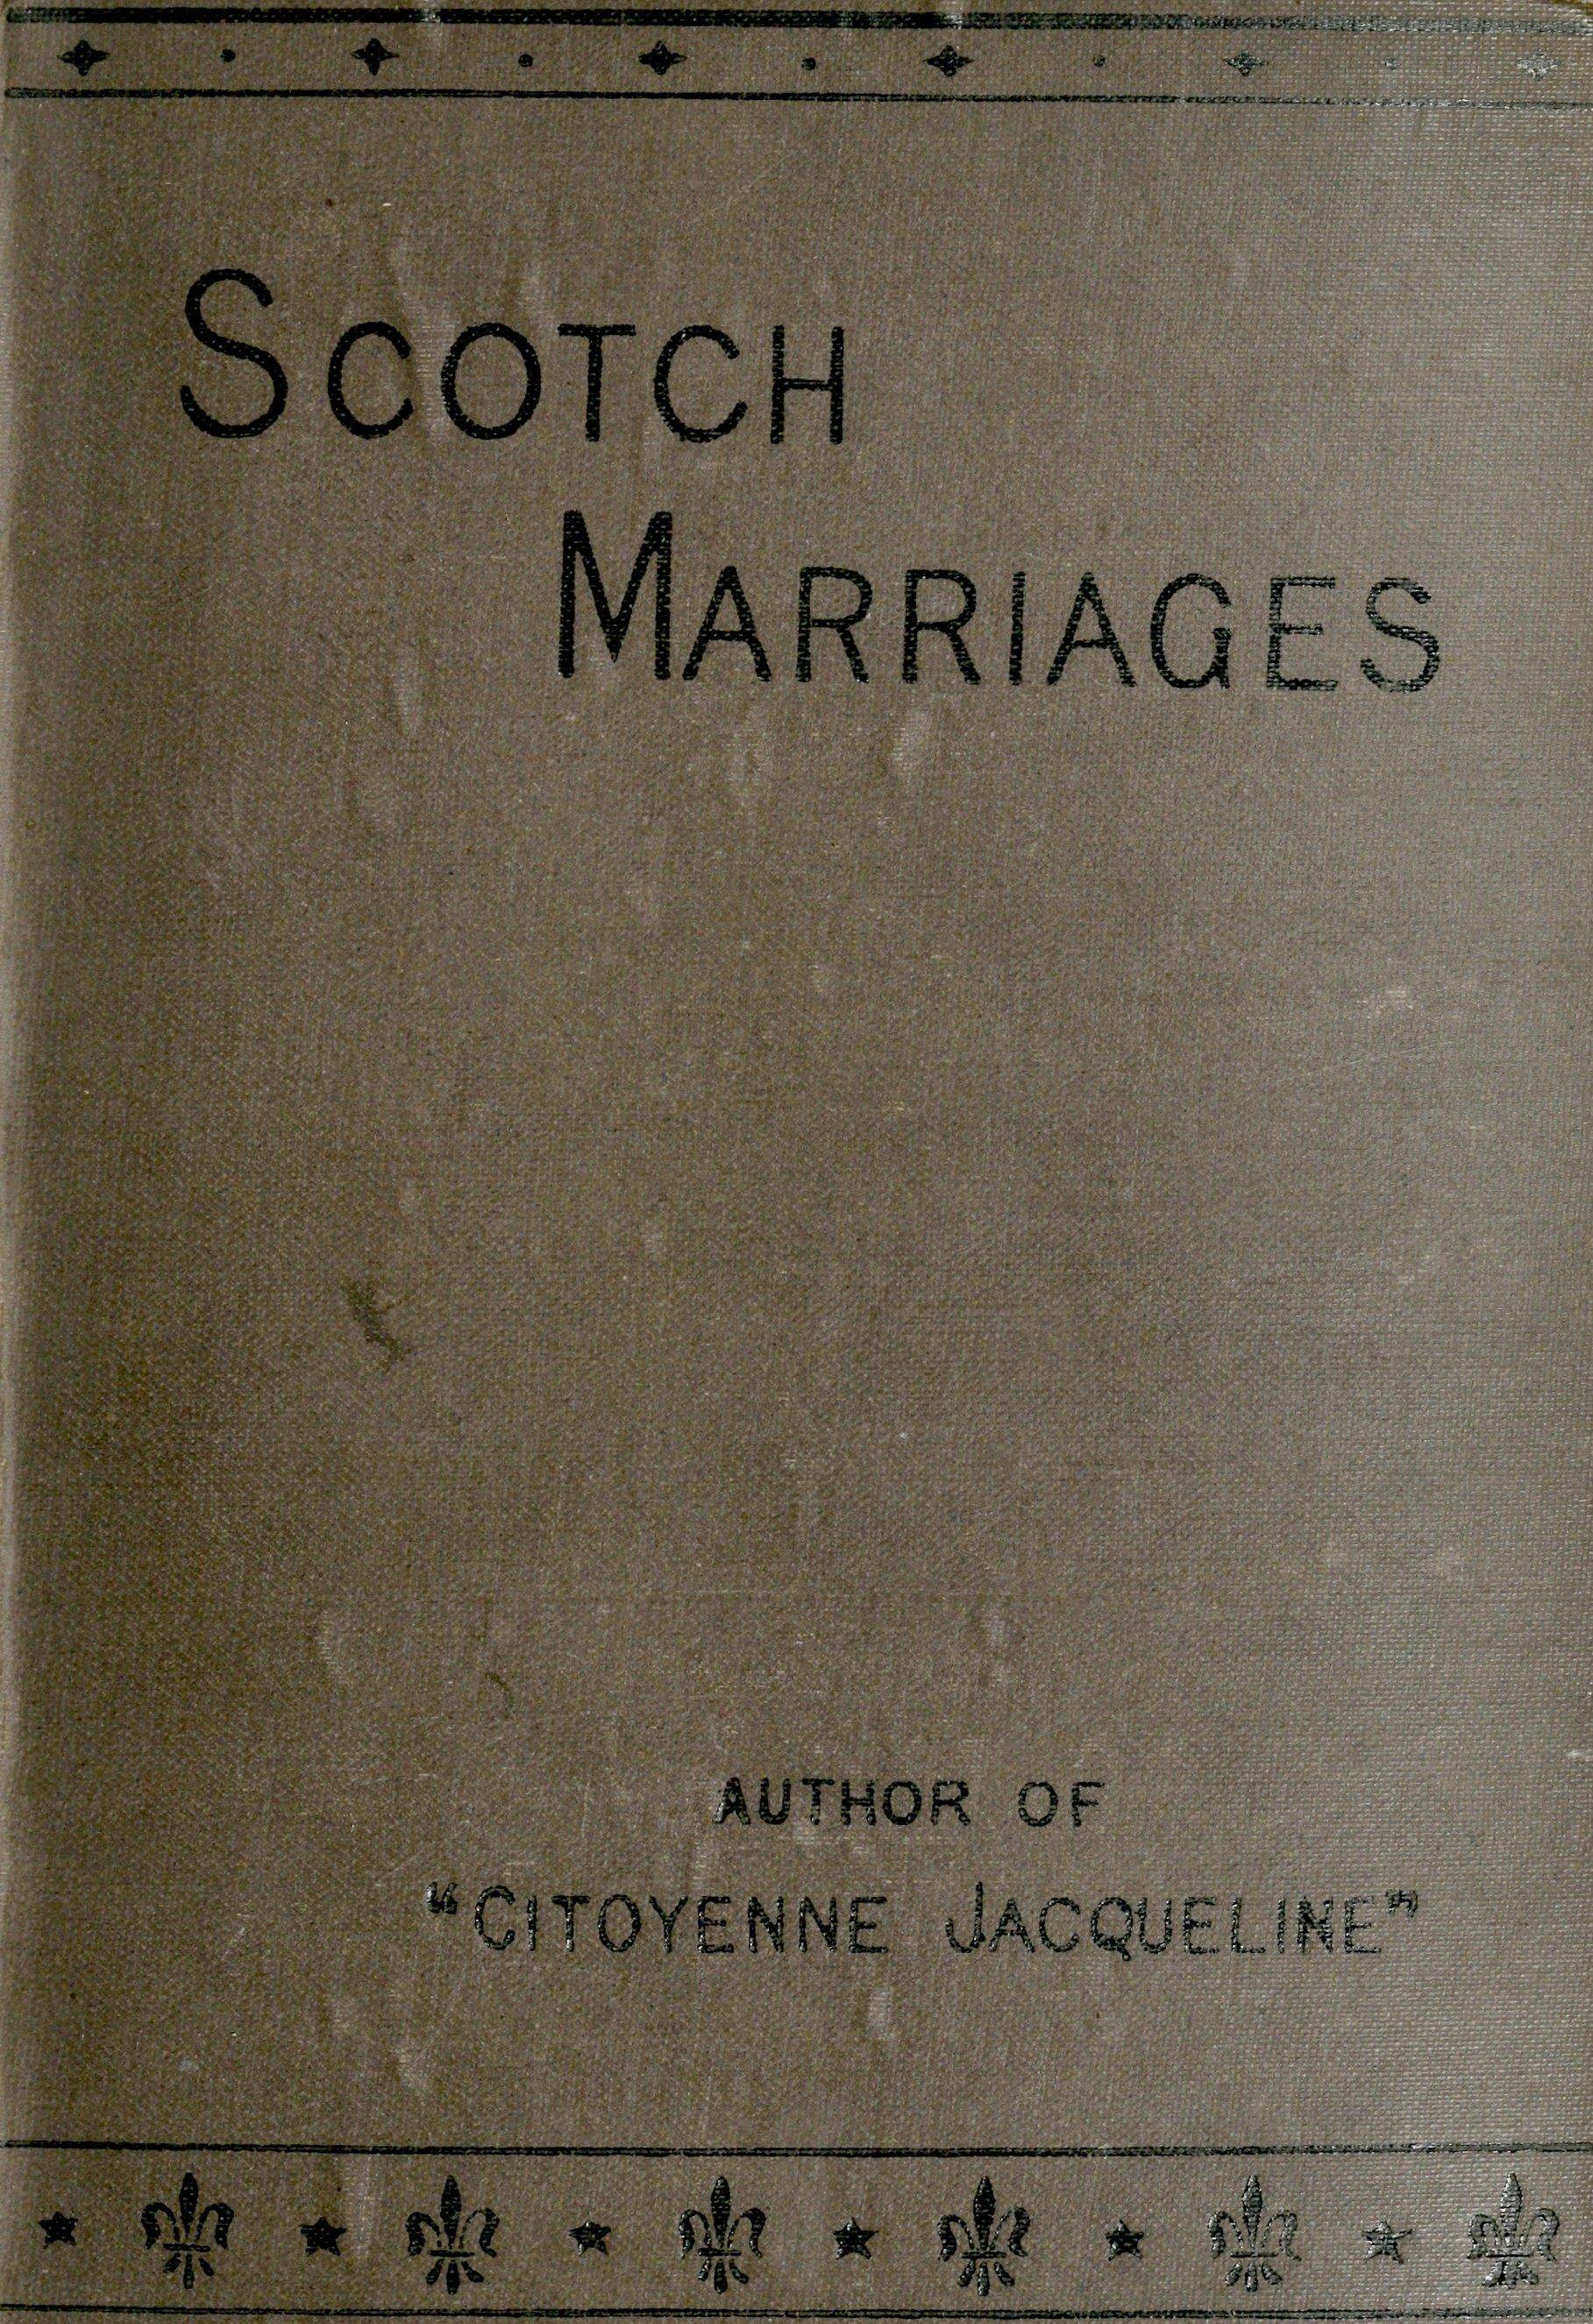 SCOTCH
MARRIAGES
AUTHOR OF
"CITOYENNE JACQUELINE"